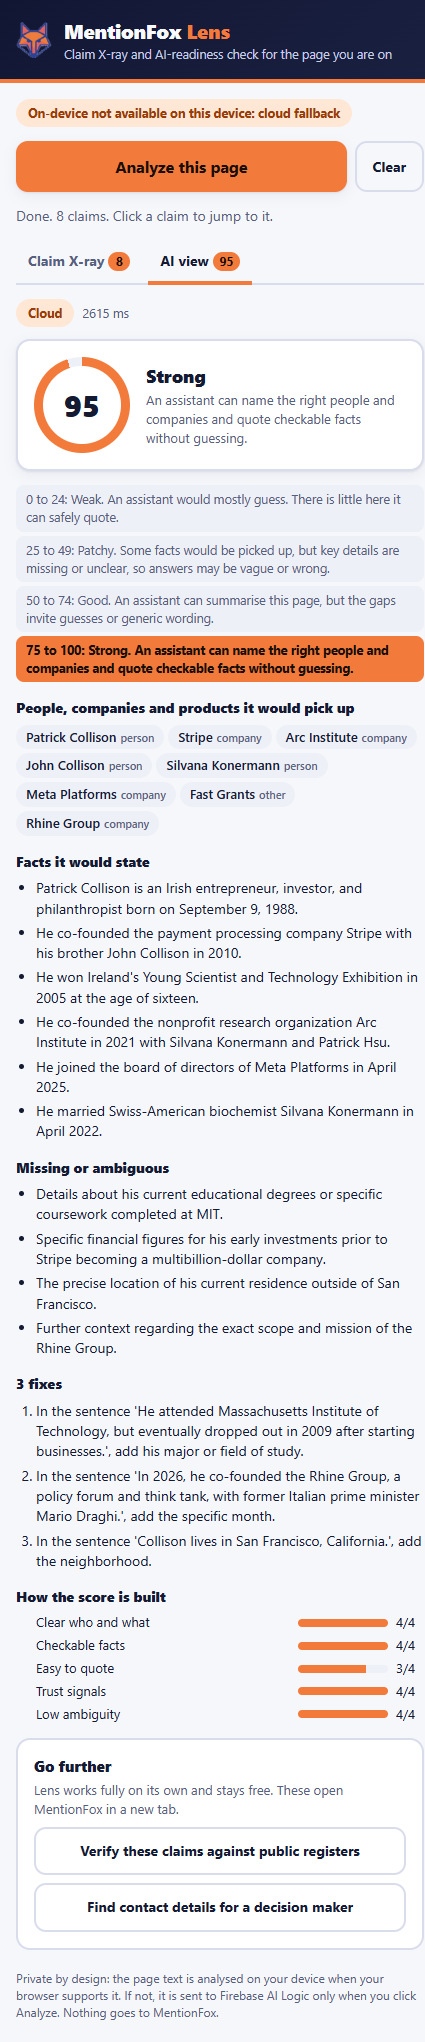 MentionFox Lens
Claim X-ray and AI-readiness check for the page you are on
On-device not available on this device: cloud fallback
Analyze this page
Clear
Done. 8 claims. Click a claim to jump to it.
Claim X-ray 8
AI view 95
Cloud
2615 ms
95
Strong
An assistant can name the right people and
companies and quote checkable facts
without guessing.
0 to 24: Weak. An assistant would mostly guess. There is little here it
can safely quote.
25 to 49: Patchy. Some facts would be picked up, but key details are
missing or unclear, so answers may be vague or wrong.
50 to 74: Good. An assistant can summarise this page, but the gaps
invite guesses or generic wording.
75 to 100: Strong. An assistant can name the right people and
companies and quote checkable facts without guessing.
People, companies and products it would pick up
Patrick Collison person
Stripe company
Arc Institute company
John Collison person
Silvana Konermann person
Meta Platforms company
Fast Grants other
Rhine Group company
Facts it would state
• Patrick Collison is an Irish entrepreneur, investor, and
philanthropist born on September 9, 1988.
• He co-founded the payment processing company Stripe with
his brother John Collison in 2010.
• He won Ireland's Young Scientist and Technology Exhibition in
2005 at the age of sixteen.
• He co-founded the nonprofit research organization Arc
Institute in 2021 with Silvana Konermann and Patrick Hsu.
• He joined the board of directors of Meta Platforms in April
2025.
• He married Swiss-American biochemist Silvana Konermann in
April 2022.
Missing or ambiguous
• Details about his current educational degrees or specific
coursework completed at MIT.
• Specific financial figures for his early investments prior to
Stripe becoming a multibillion-dollar company.
• The precise location of his current residence outside of San
Francisco.
• Further context regarding the exact scope and mission of the
Rhine Group.
3 fixes
1. In the sentence 'He attended Massachusetts Institute of
Technology, but eventually dropped out in 2009 after starting
businesses.', add his major or field of study.
2. In the sentence 'In 2026, he co-founded the Rhine Group, a
policy forum and think tank, with former Italian prime minister
Mario Draghi.', add the specific month.
3. In the sentence 'Collison lives in San Francisco, California.', add
the neighborhood.
How the score is built
Clear who and what 4/4
Checkable facts 4/4
Easy to quote 3/4
Trust signals 4/4
Low ambiguity 4/4
Go further
Lens works fully on its own and stays free. These open
MentionFox in a new tab.
Verify these claims against public registers
Find contact details for a decision maker
Private by design: the page text is analysed on your device when your
browser supports it. If not, it is sent to Firebase AI Logic only when you click
Analyze. Nothing goes to MentionFox.